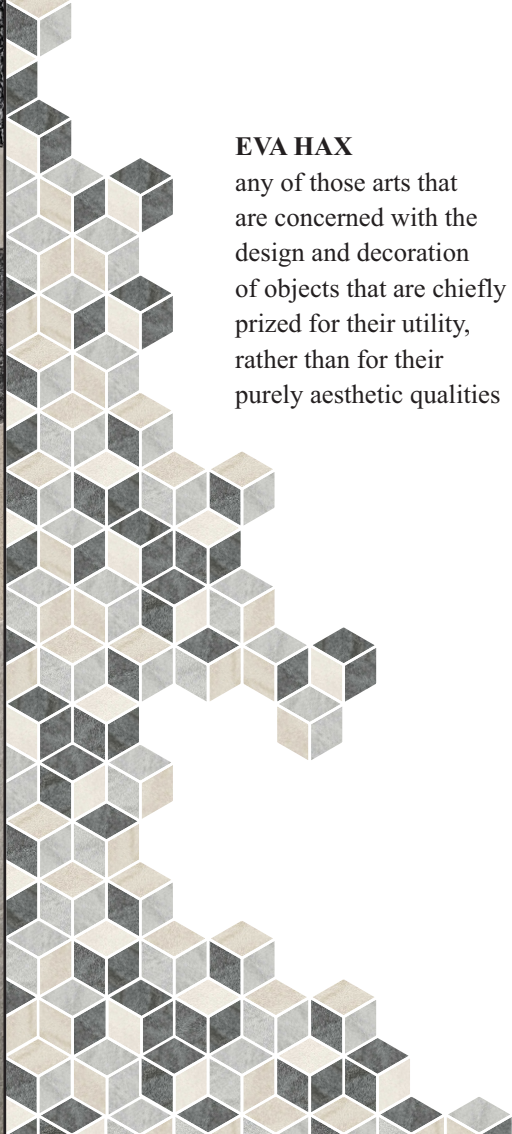 EVA HAX
any of those arts that
are concerned with the
design and decoration
of objects that are chiefly
prized for their utility,
rather than for their
purely aesthetic qualities